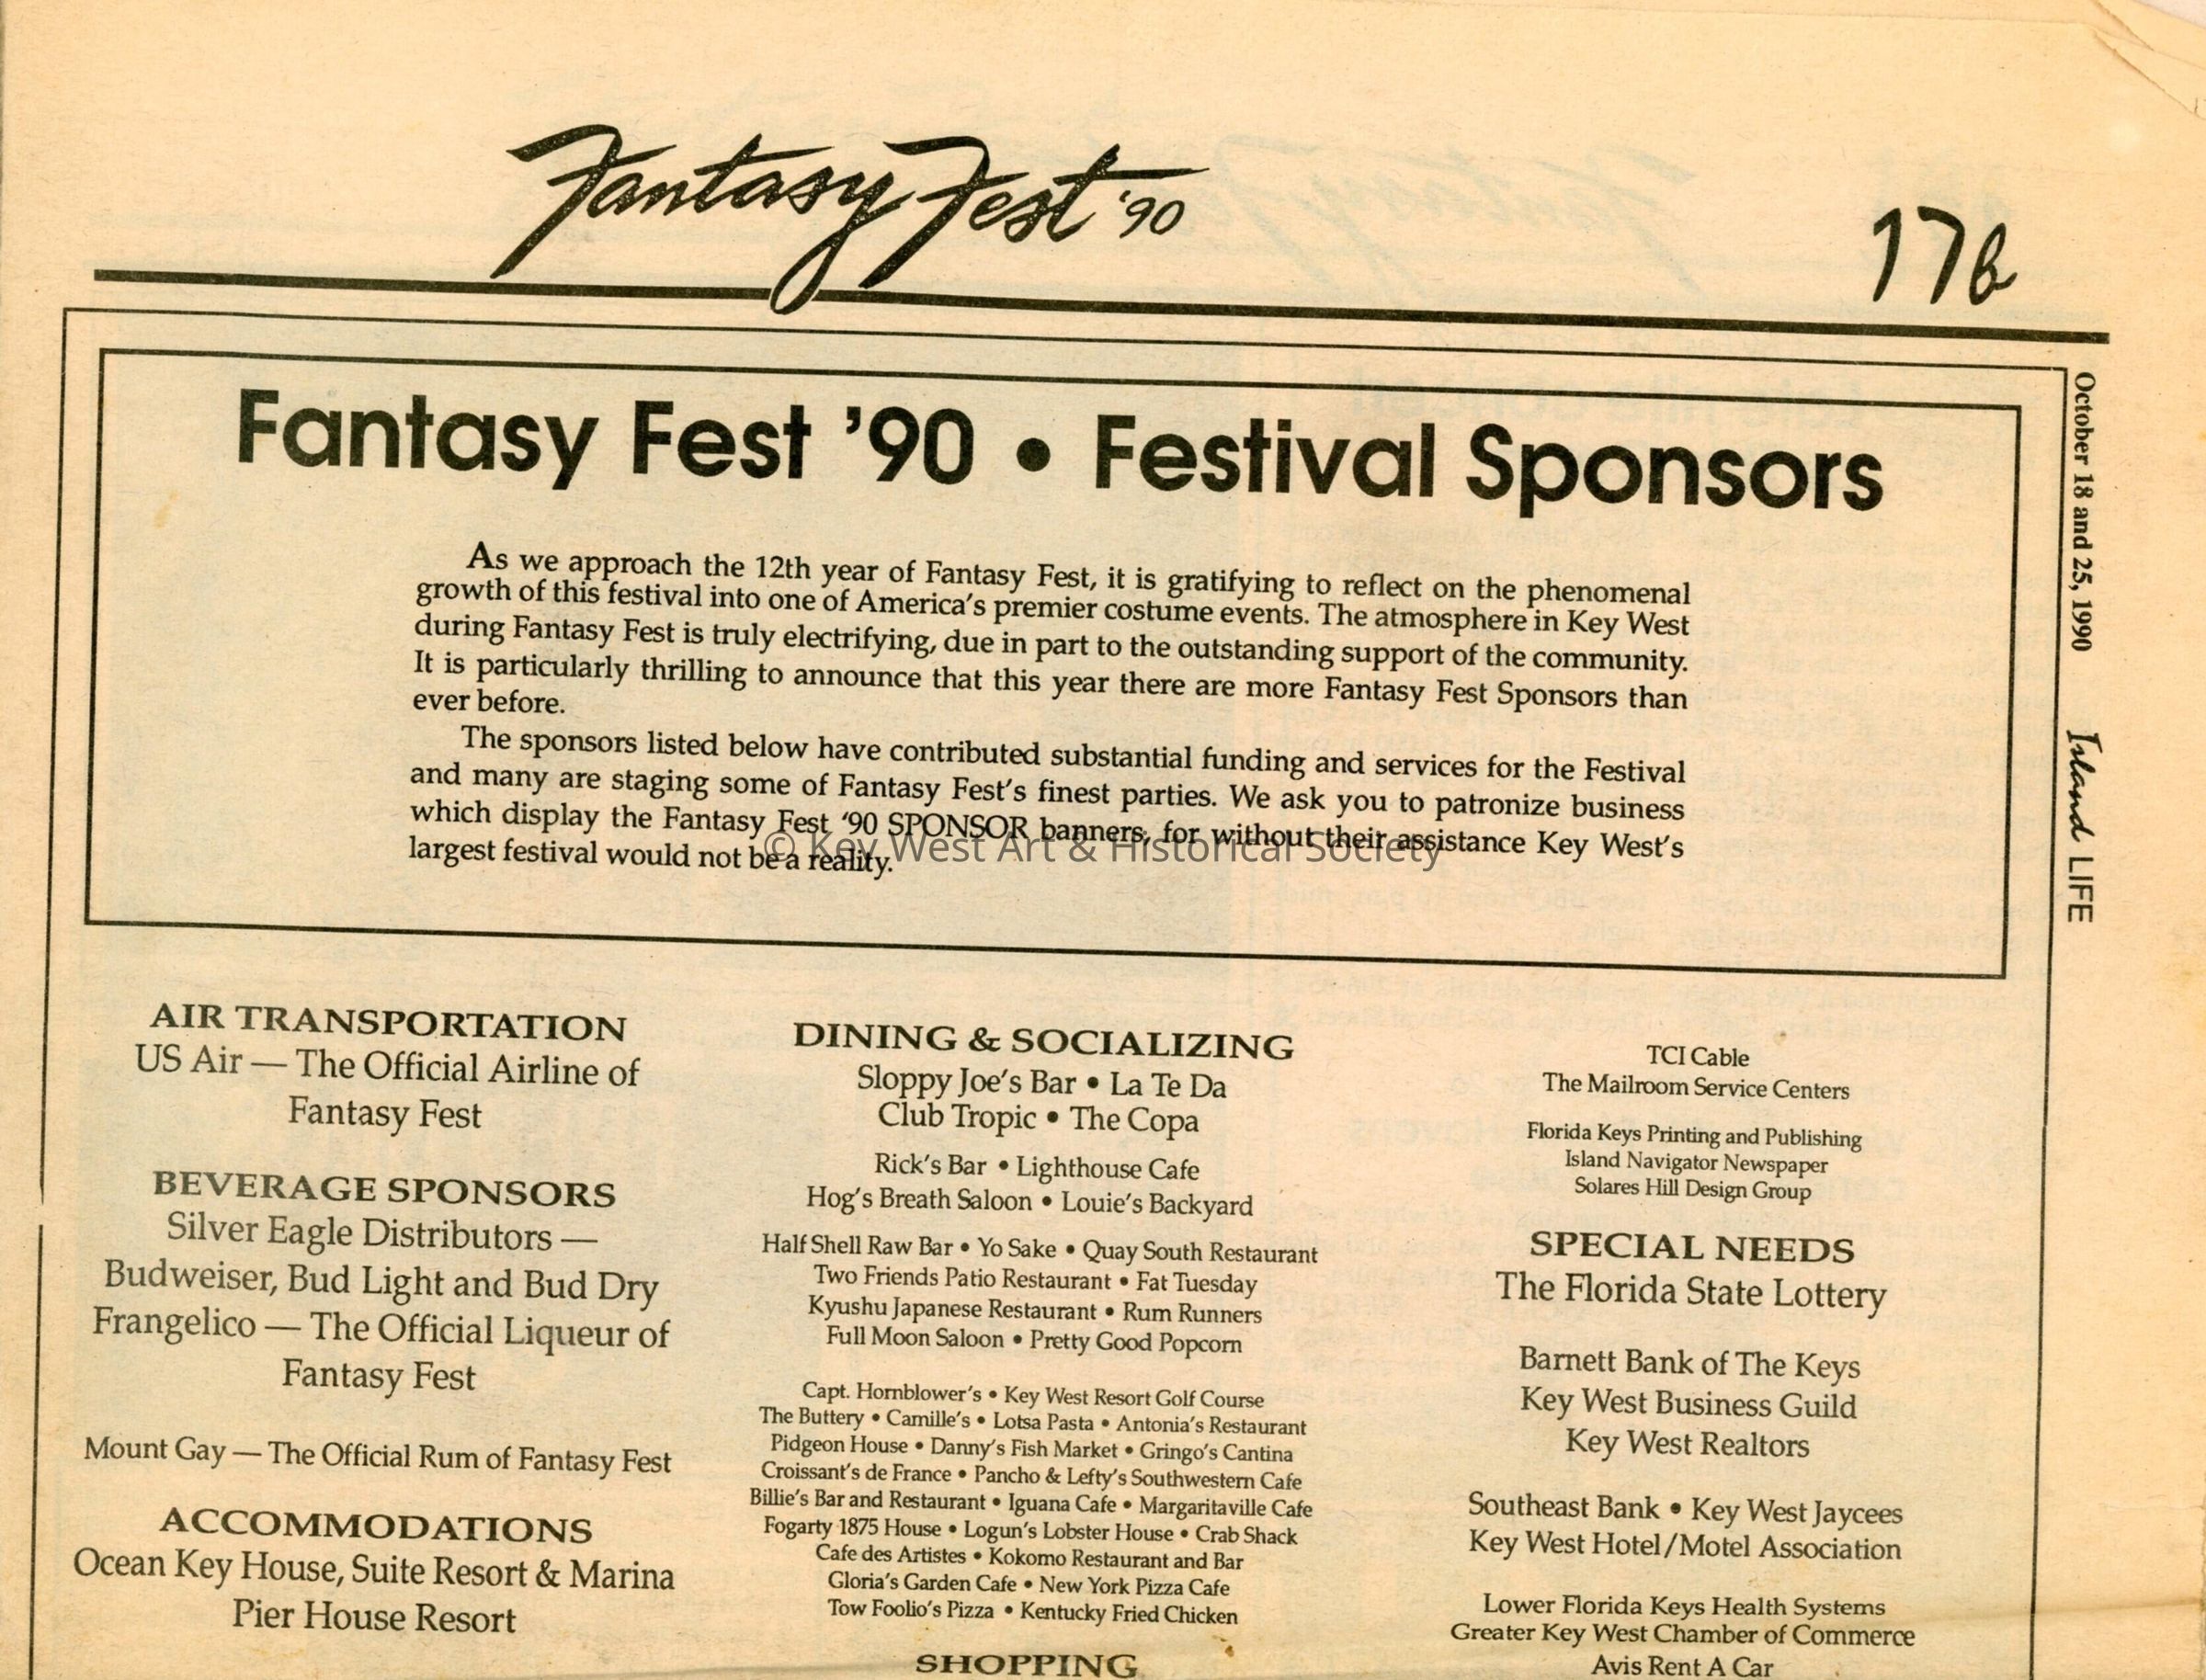 Fantasy Fest '90
17b
Fantasy Fest ’90 • Festival Sponsors
As we approach the 12th year of Fantasy Fest, it is gratifying to reflect on the phenomenal
growth of this festival into one of America's premier costume events. The atmosphere in Key West
during Fantasy Fest is truly electrifying, due in part to the outstanding support of the community.
It is particularly thrilling to announce that this year there are more Fantasy Fest Sponsors than
ever before.
The sponsors listed below have contributed substantial funding and services for the Festival
and many are staging some of Fantasy Fest's finest parties. We ask you to patronize business
which display the Fantasy Fest '90 SPONSOR banners, for without their assistance Key West's
largest festival would not be a reality.
© Key West Art & Historical Society
October 18 and 25, 1990 Island LIFE
AIR TRANSPORTATION
US Air — The Official Airline of
Fantasy Fest
BEVERAGE SPONSORS
Silver Eagle Distributors —
Budweiser, Bud Light and Bud Dry
Frangelico — The Official Liqueur of
Fantasy Fest
Mount Gay — The Official Rum of Fantasy Fest
ACCOMMODATIONS
Ocean Key House, Suite Resort & Marina
Pier House Resort
DINING & SOCIALIZING
Sloppy Joe's Bar • La Te Da
Club Tropic • The Copa
Rick's Bar • Lighthouse Cafe
Hog's Breath Saloon • Louie's Backyard
Half Shell Raw Bar • Yo Sake • Quay South Restaurant
Two Friends Patio Restaurant • Fat Tuesday
Kyushu Japanese Restaurant • Rum Runners
Full Moon Saloon • Pretty Good Popcorn
Capt. Hornblower's • Key West Resort Golf Course
The Buttery • Camille's • Lotsa Pasta • Antonia's Restaurant
Pidgeon House • Danny's Fish Market • Gringo's Cantina
Croissant's de France • Pancho & Lefty's Southwestern Cafe
Billie's Bar and Restaurant • Iguana Cafe • Margaritaville Cafe
Fogarty 1875 House • Logun's Lobster House • Crab Shack
Cafe des Artistes • Kokomo Restaurant and Bar
Gloria's Garden Cafe • New York Pizza Cafe
Tow Foolio's Pizza • Kentucky Fried Chicken
SHOPPING
TCI Cable
The Mailroom Service Centers
Florida Keys Printing and Publishing
Island Navigator Newspaper
Solares Hill Design Group
SPECIAL NEEDS
The Florida State Lottery
Barnett Bank of The Keys
Key West Business Guild
Key West Realtors
Southeast Bank • Key West Jaycees
Key West Hotel/Motel Association
Lower Florida Keys Health Systems
Greater Key West Chamber of Commerce
Avis Rent A Car